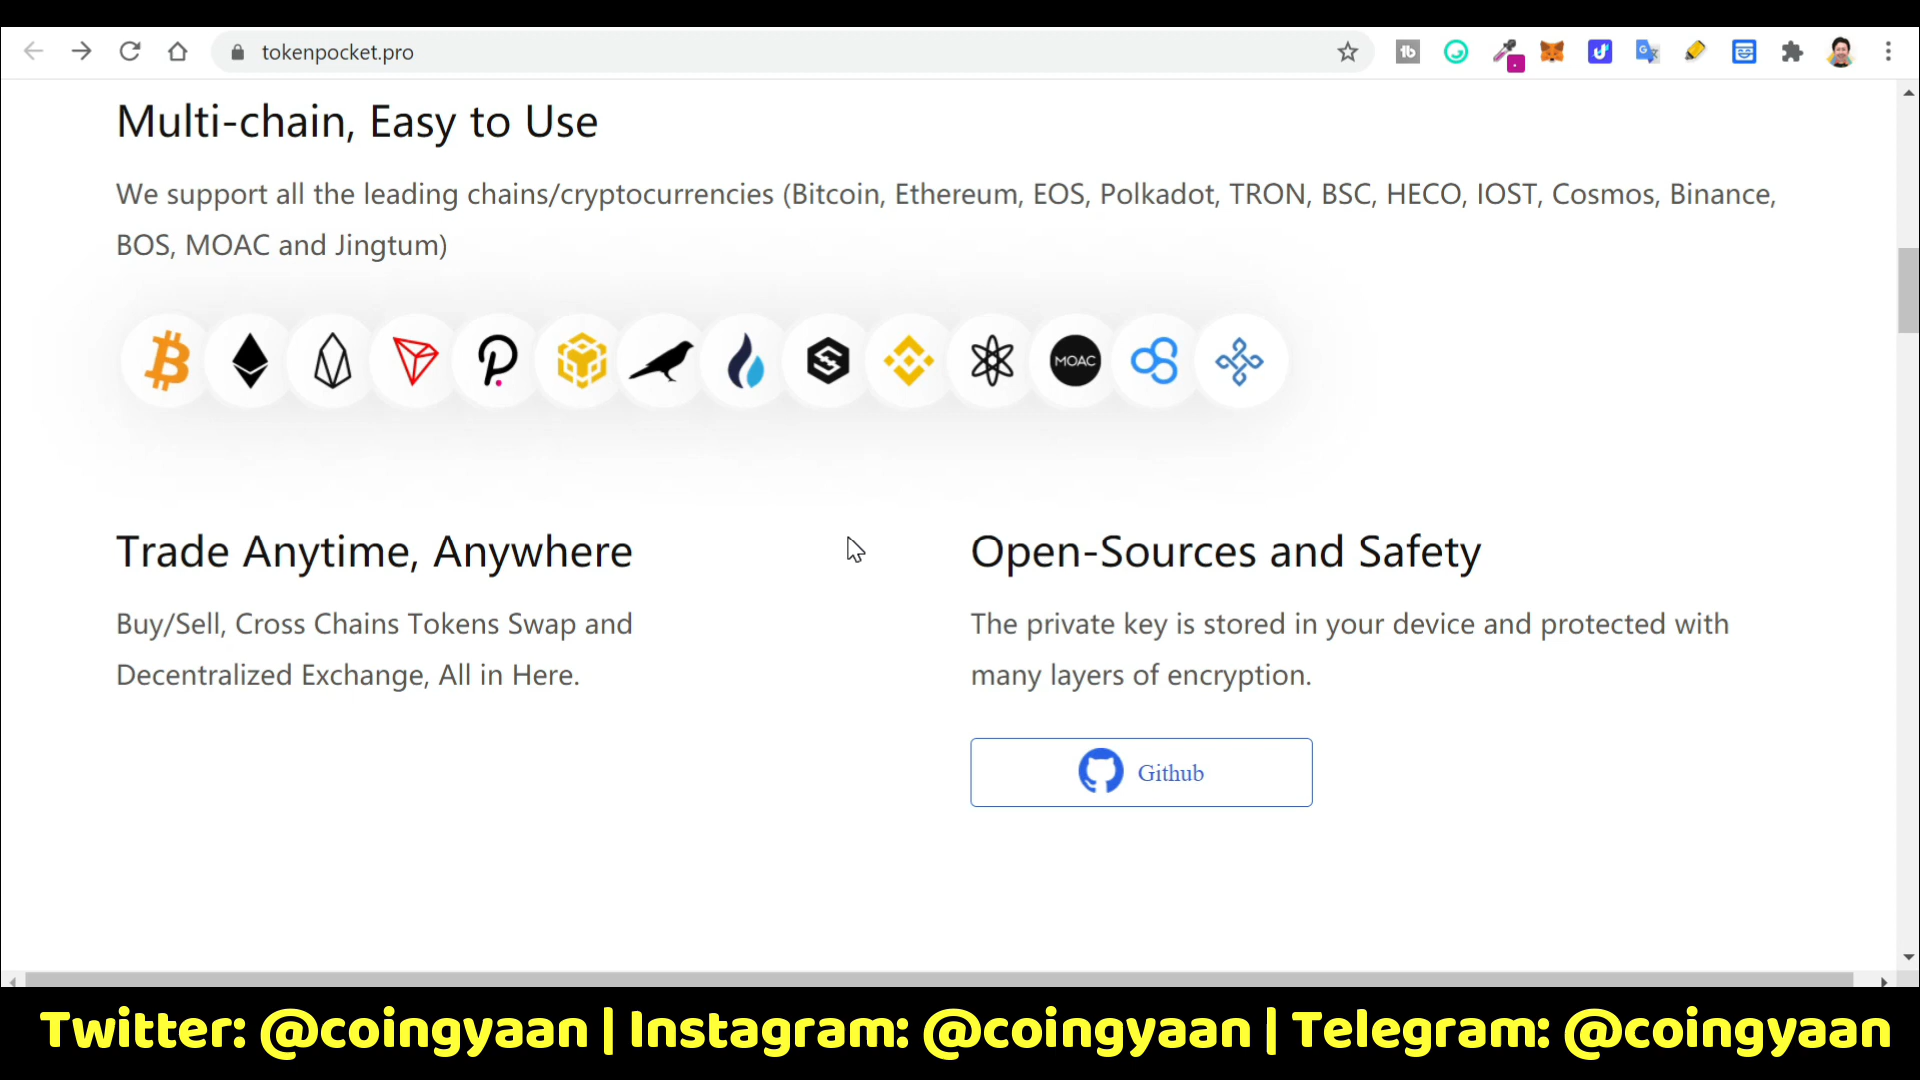 tokenpocket.pro
Multi-chain, Easy to Use
We support all the leading chains/cryptocurrencies (Bitcoin, Ethereum, EOS, Polkadot, TRON, BSC, HECO, IOST, Cosmos, Binance,
BOS, MOAC and Jingtum)
MOAC
Trade Anytime, Anywhere
Buy/Sell, Cross Chains Tokens Swap and
Decentralized Exchange, All in Here.
Open-Sources and Safety
The private key is stored in your device and protected with
many layers of encryption.
Github
Twitter: @coingyaan | Instagram: @coingyaan | Telegram: @coingyaan